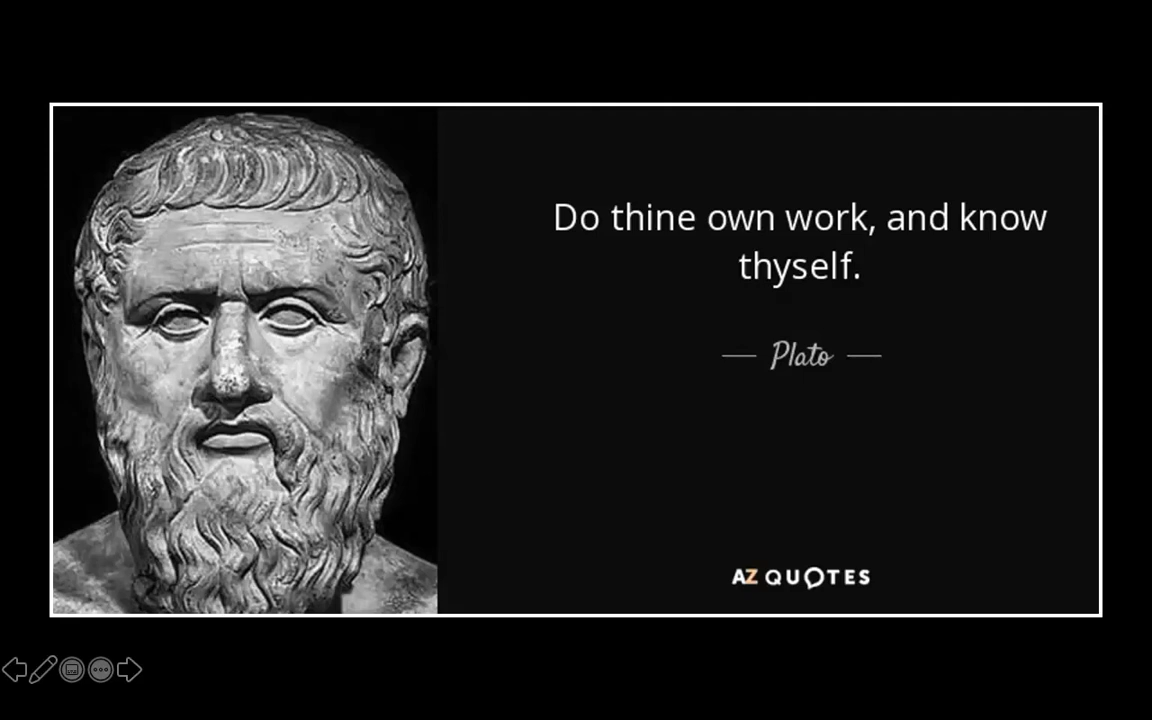 Do thine own work, and know
thyself.
Plato
AZ QUOTES